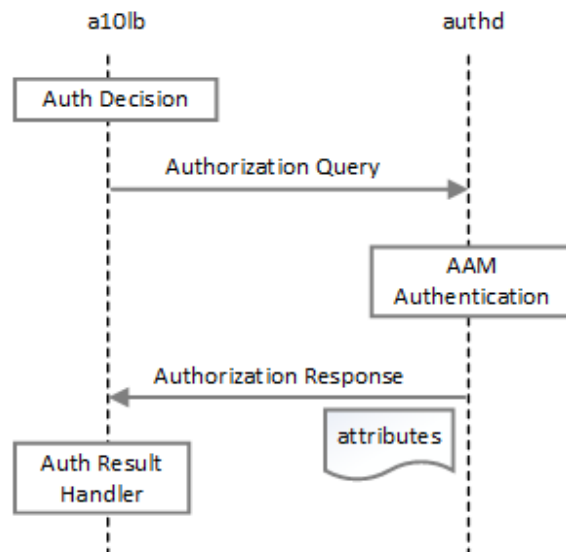 a10lb
authd
Auth Decision
Authorization Query
AAM
Authentication
Authorization Response
attributes
Auth Result
Handler